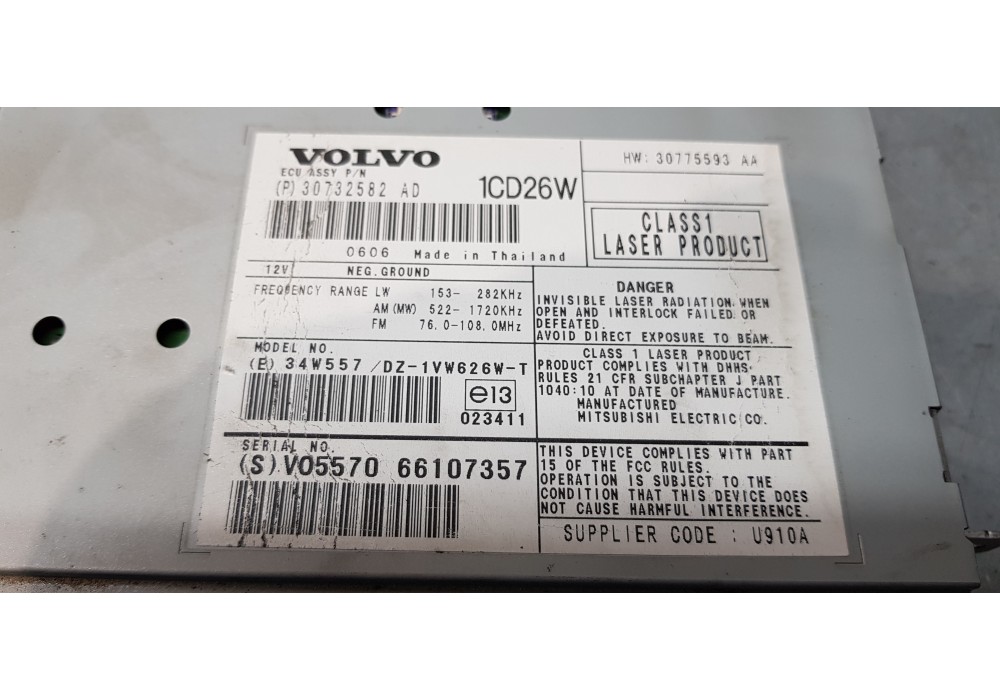 VOLVO
ECU ASSY P/N
(P) 30732582 AD
1CD26W
0606 Made in Thailand
HW: 30775593 AA
CLASS1
LASER PRODUCT
12V NEG.GROUND
FREQUENCY RANGE LW 153- 282KHz
AM(MW) 522- 1720KHz
FM 76.0-108.0MHz
MODEL NO.
(E) 34W557/DZ-1VW626W-T
e13
023411
SERIAL NO.
(S) VO5570 66107357
DANGER
INVISIBLE LASER RADIATION WHEN
OPEN AND INTERLOCK FAILED OR
DEFEATED.
AVOID DIRECT EXPOSURE TO BEAM.
CLASS 1 LASER PRODUCT
PRODUCT COMPLIES WITH DHHS
RULES 21 CFR SUBCHAPTER J PART
1040:10 AT DATE OF MANUFACTURE.
MANUFACTURED
MITSUBISHI ELECTRIC CO.
THIS DEVICE COMPLIES WITH PART
15 OF THE FCC RULES.
OPERATION IS SUBJECT TO THE
CONDITION THAT THIS DEVICE DOES
NOT CAUSE HARMFUL INTERFERENCE.
SUPPLIER CODE : U910A